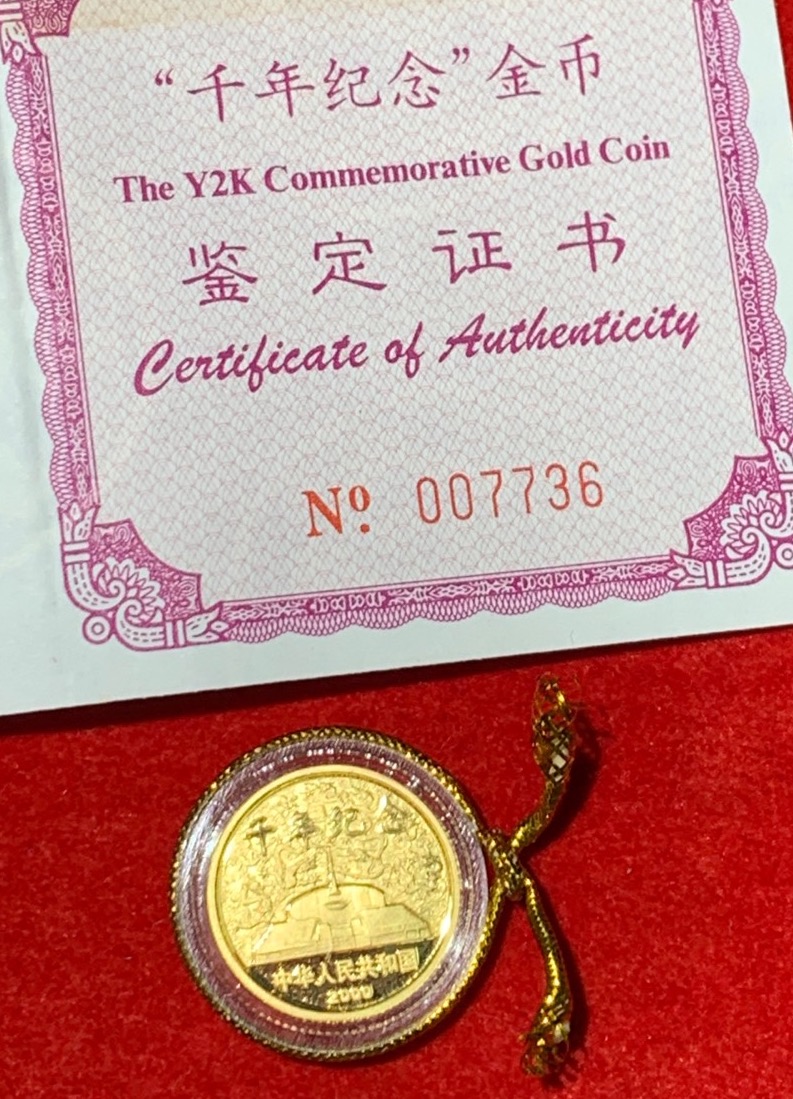 “千年纪念”金币
The Y2K Commemorative Gold Coin
鉴定证书
Certificate of Authenticity
Nº. 007736
千年纪念
中华人民共和国
2000